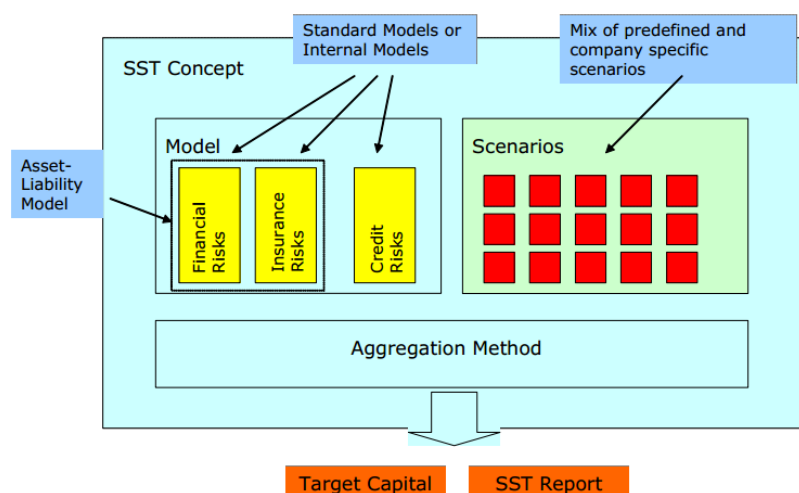 Standard Models or
Internal Models
Mix of predefined and
company specific
scenarios
SST Concept
Asset-
Liability
Model
Model
Financial
Risks
Insurance
Risks
Credit
Risks
Scenarios
Aggregation Method
Target Capital
SST Report